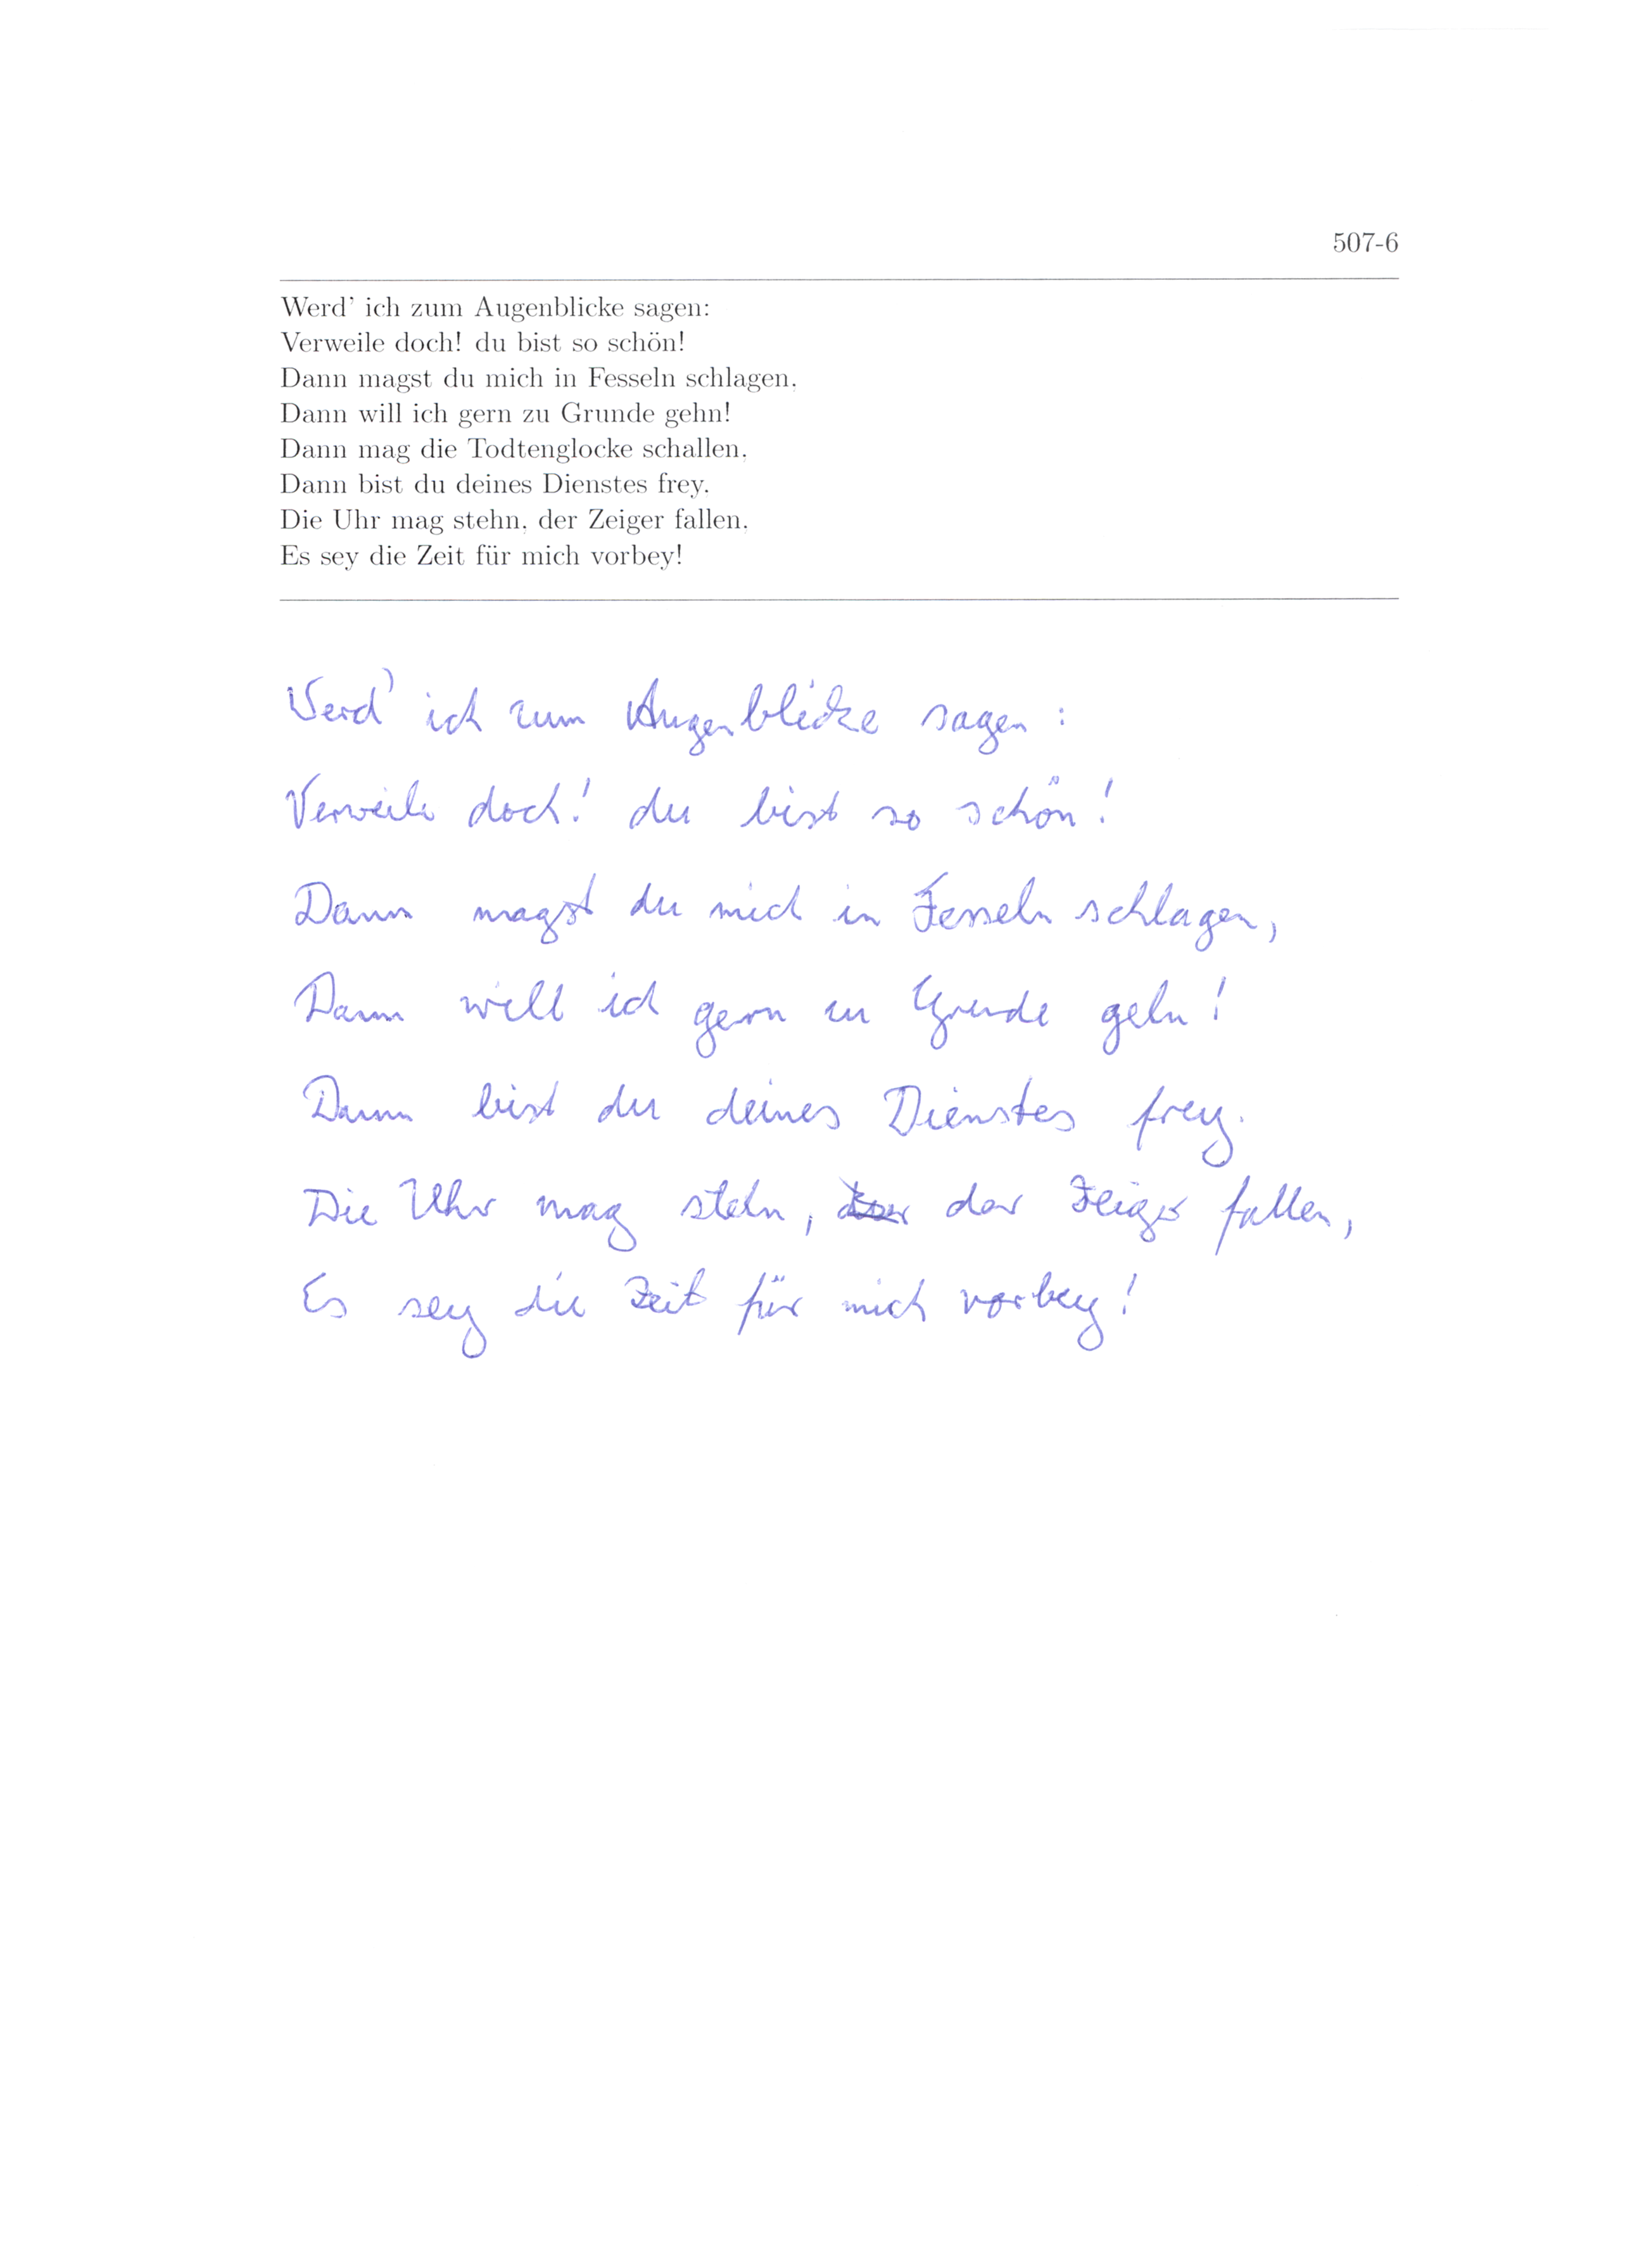 507-6
Werd' ich zum Augenblicke sagen:
Verweile doch! du bist so schön!
Dann magst du mich in Fesseln schlagen,
Dann will ich gern zu Grunde gehn!
Dann mag die Todtenglocke schallen,
Dann bist du deines Dienstes frey,
Die Uhr mag stehn, der Zeiger fallen,
Es sey die Zeit für mich vorbey!
Werd' ich zum Augenblicke sagen:
Verweile doch! du bist so schön!
Dann magst du mich in Fesseln schlagen,
Dann will ich gern zu Grunde gehn!
Dann bist du deines Dienstes frey.
Die Uhr mag stehn, der Zeiger fallen,
Es sey die Zeit für mich vorbey!